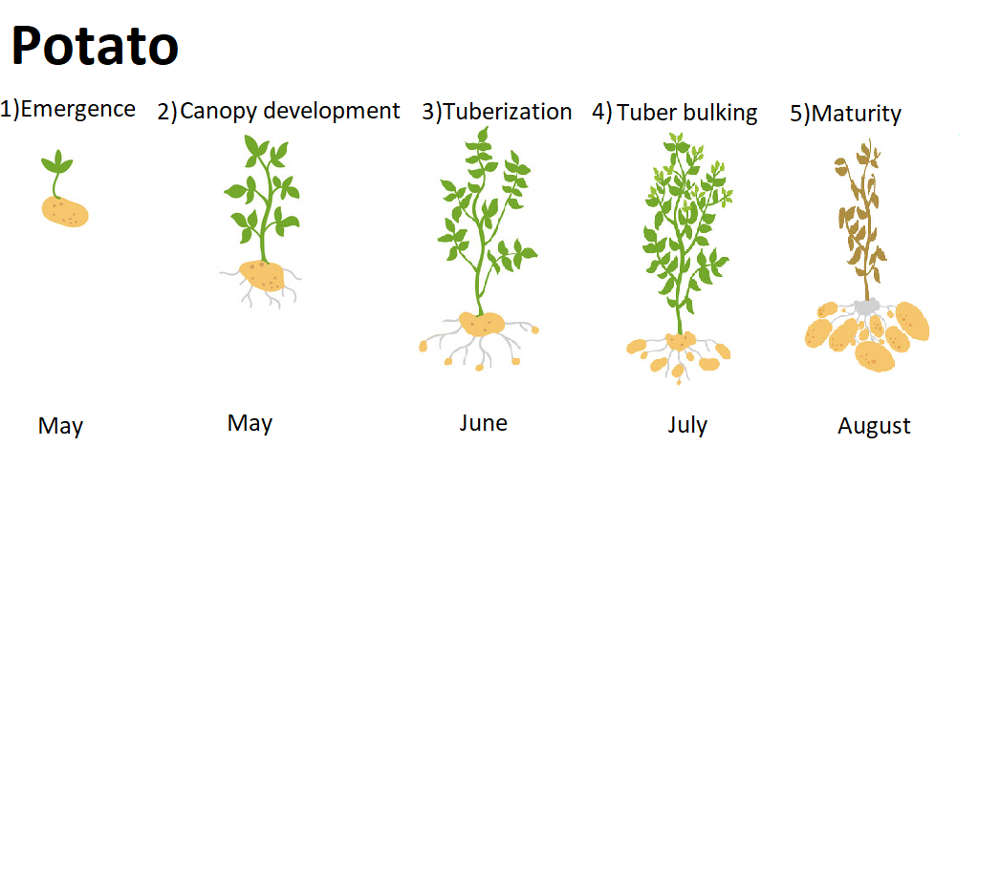 Potato
1)Emergence
2)Canopy development
3)Tuberization
4) Tuber bulking
5)Maturity
May
May
June
July
August